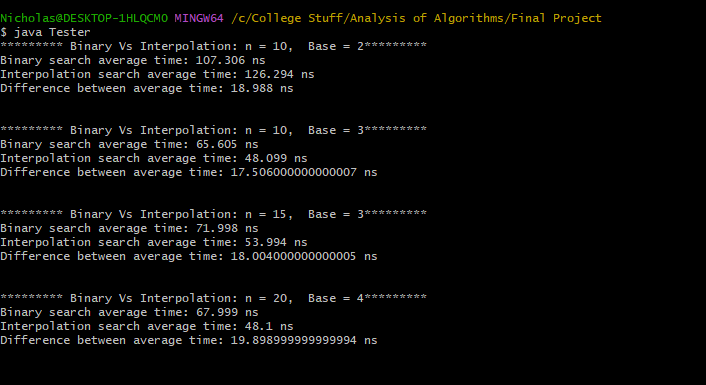 Nicholas@DESKTOP-1HLQCMO MINGW64 /c/College Stuff/Analysis of Algorithms/Final Project
$ java Tester
********* Binary Vs Interpolation: n = 10,  Base = 2*********
Binary search average time: 107.306 ns
Interpolation search average time: 126.294 ns
Difference between average time: 18.988 ns
********* Binary Vs Interpolation: n = 10,  Base = 3*********
Binary search average time: 65.605 ns
Interpolation search average time: 48.099 ns
Difference between average time: 17.506000000000007 ns
********* Binary Vs Interpolation: n = 15,  Base = 3*********
Binary search average time: 71.998 ns
Interpolation search average time: 53.994 ns
Difference between average time: 18.004000000000005 ns
********* Binary Vs Interpolation: n = 20,  Base = 4*********
Binary search average time: 67.999 ns
Interpolation search average time: 48.1 ns
Difference between average time: 19.898999999999994 ns